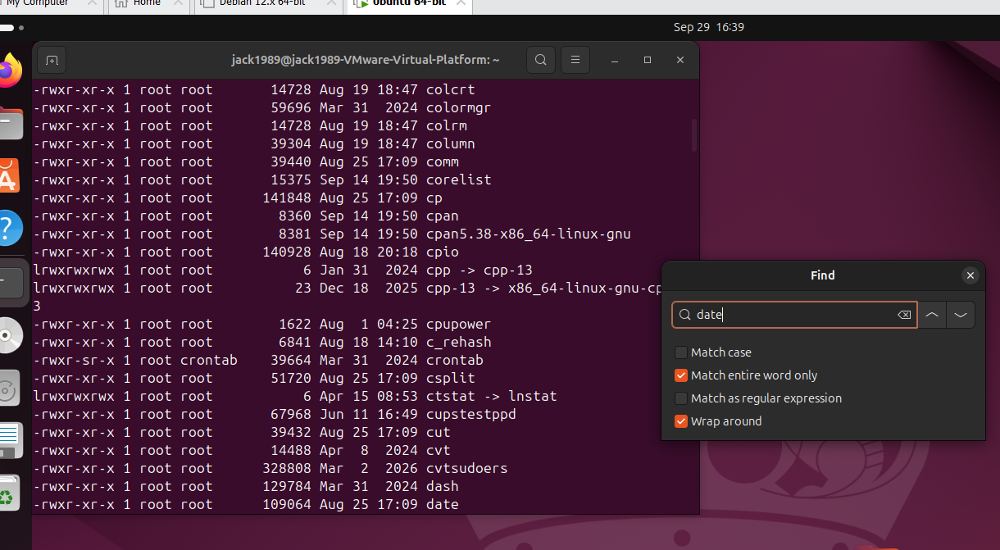 My Computer
Home
Debian 12.x 64-bit
Ubuntu 64-bit
Sep 29 16:39
jack1989@jack1989-VMware-Virtual-Platform: ~
-rwxr-xr-x 1 root root 14728 Aug 19 18:47 colcrt
-rwxr-xr-x 1 root root 59696 Mar 31 2024 colormgr
-rwxr-xr-x 1 root root 14728 Aug 19 18:47 colrm
-rwxr-xr-x 1 root root 39304 Aug 19 18:47 column
-rwxr-xr-x 1 root root 39440 Aug 25 17:09 comm
-rwxr-xr-x 1 root root 15375 Sep 14 19:50 corelist
-rwxr-xr-x 1 root root 141848 Aug 25 17:09 cp
-rwxr-xr-x 1 root root 8360 Sep 14 19:50 cpan
-rwxr-xr-x 1 root root 8381 Sep 14 19:50 cpan5.38-x86_64-linux-gnu
-rwxr-xr-x 1 root root 140928 Aug 18 20:18 cpio
lrwxrwxrwx 1 root root 6 Jan 31 2024 cpp -> cpp-13
lrwxrwxrwx 1 root root 23 Dec 18 2025 cpp-13 -> x86_64-linux-gnu-cp
3
-rwxr-xr-x 1 root root 1622 Aug 1 04:25 cpupower
-rwxr-xr-x 1 root root 6841 Aug 18 14:10 c_rehash
-rwxr-sr-x 1 root crontab 39664 Mar 31 2024 crontab
-rwxr-xr-x 1 root root 51720 Aug 25 17:09 csplit
lrwxrwxrwx 1 root root 6 Apr 15 08:53 ctstat -> lnstat
-rwxr-xr-x 1 root root 67968 Jun 11 16:49 cupstestppd
-rwxr-xr-x 1 root root 39432 Aug 25 17:09 cut
-rwxr-xr-x 1 root root 14488 Apr 8 2024 cvt
-rwxr-xr-x 1 root root 328808 Mar 2 2026 cvtsudoers
-rwxr-xr-x 1 root root 129784 Mar 31 2024 dash
-rwxr-xr-x 1 root root 109064 Aug 25 17:09 date
Find
date
Match case
Match entire word only
Match as regular expression
Wrap around